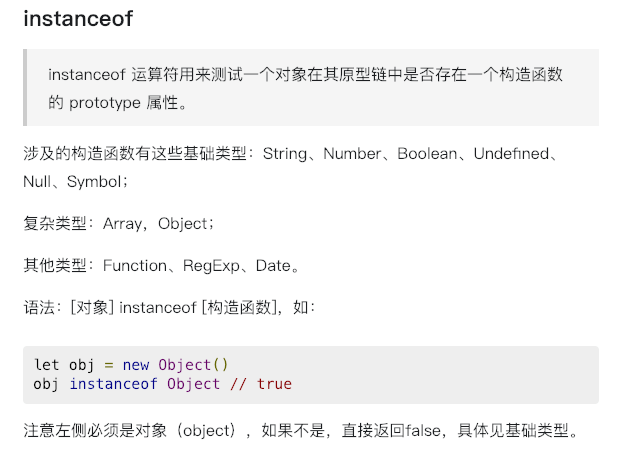 instanceof
instanceof 运算符用来测试一个对象在其原型链中是否存在一个构造函数
的 prototype 属性。
涉及的构造函数有这些基础类型：String、Number、Boolean、Undefined、
Null、Symbol；
复杂类型：Array，Object；
其他类型：Function、RegExp、Date。
语法：[对象] instanceof [构造函数]，如：
let obj = new Object()
obj instanceof Object // true
注意左侧必须是对象（object），如果不是，直接返回false，具体见基础类型。